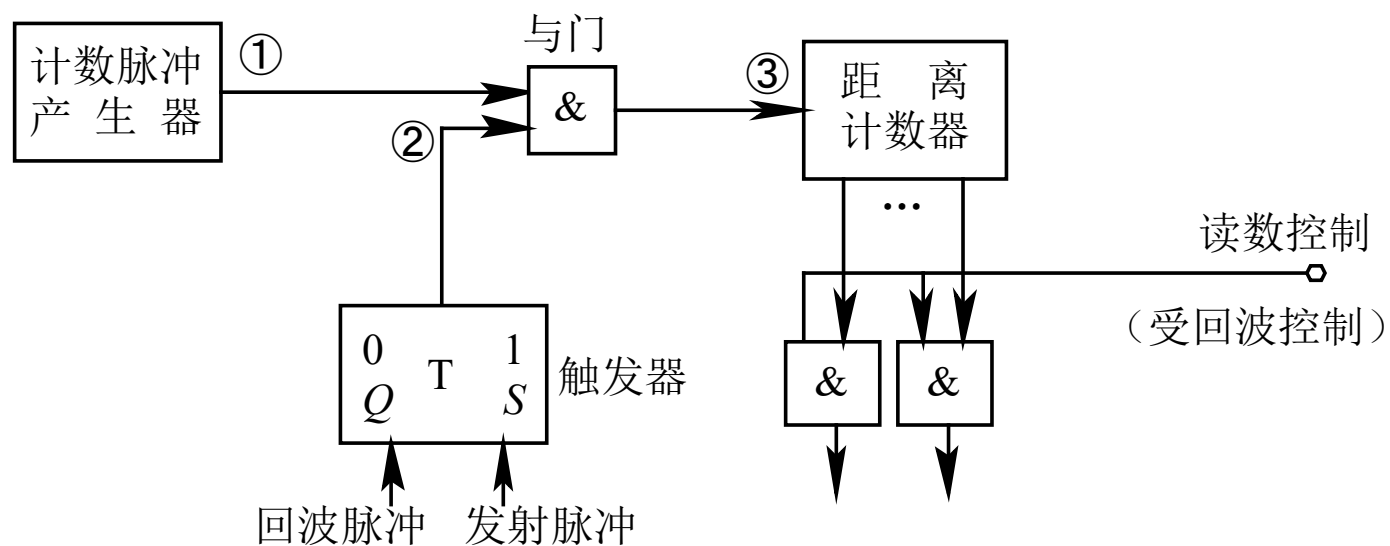 与门
计数脉冲
产 生 器
①
&
③
距 离
计数器
②
…
读数控制
(受回波控制)
0 T 1
Q S
触发器
& &
回波脉冲 发射脉冲